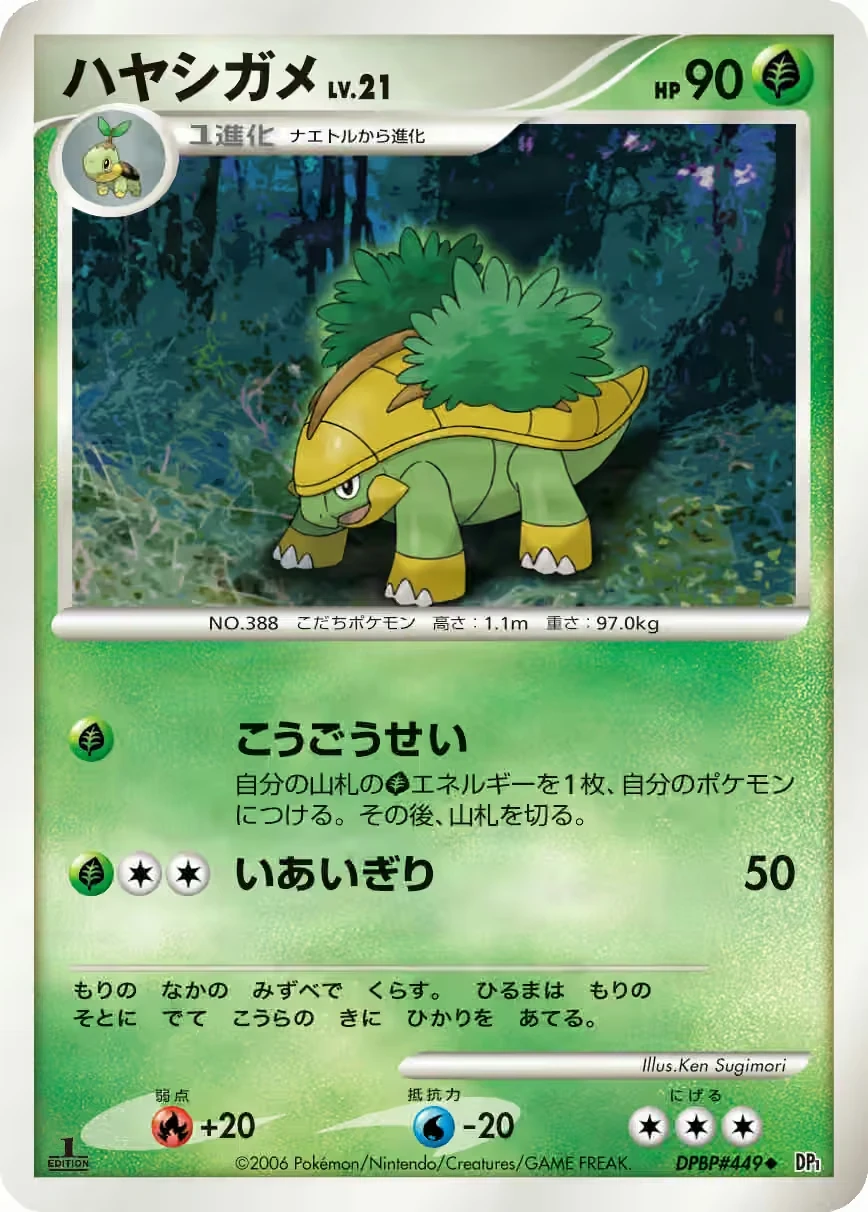 ハヤシガメ LV.21 HP 90
1進化 ナエトルから進化
NO.388 こだちポケモン 高さ：1.1m 重さ：97.0kg
こうごうせい
自分の山札のエネルギーを1枚、自分のポケモン
につける。その後、山札を切る。
いあいぎり 50
もりの なかの みずべで くらす。 ひるまは もりの
そとに でて こうらの きに ひかりを あてる。
Illus.Ken Sugimori
弱点 抵抗力 にげる
+20 -20
1 EDITION
©2006 Pokémon/Nintendo/Creatures/GAME FREAK. DPBP#449◆ DP1